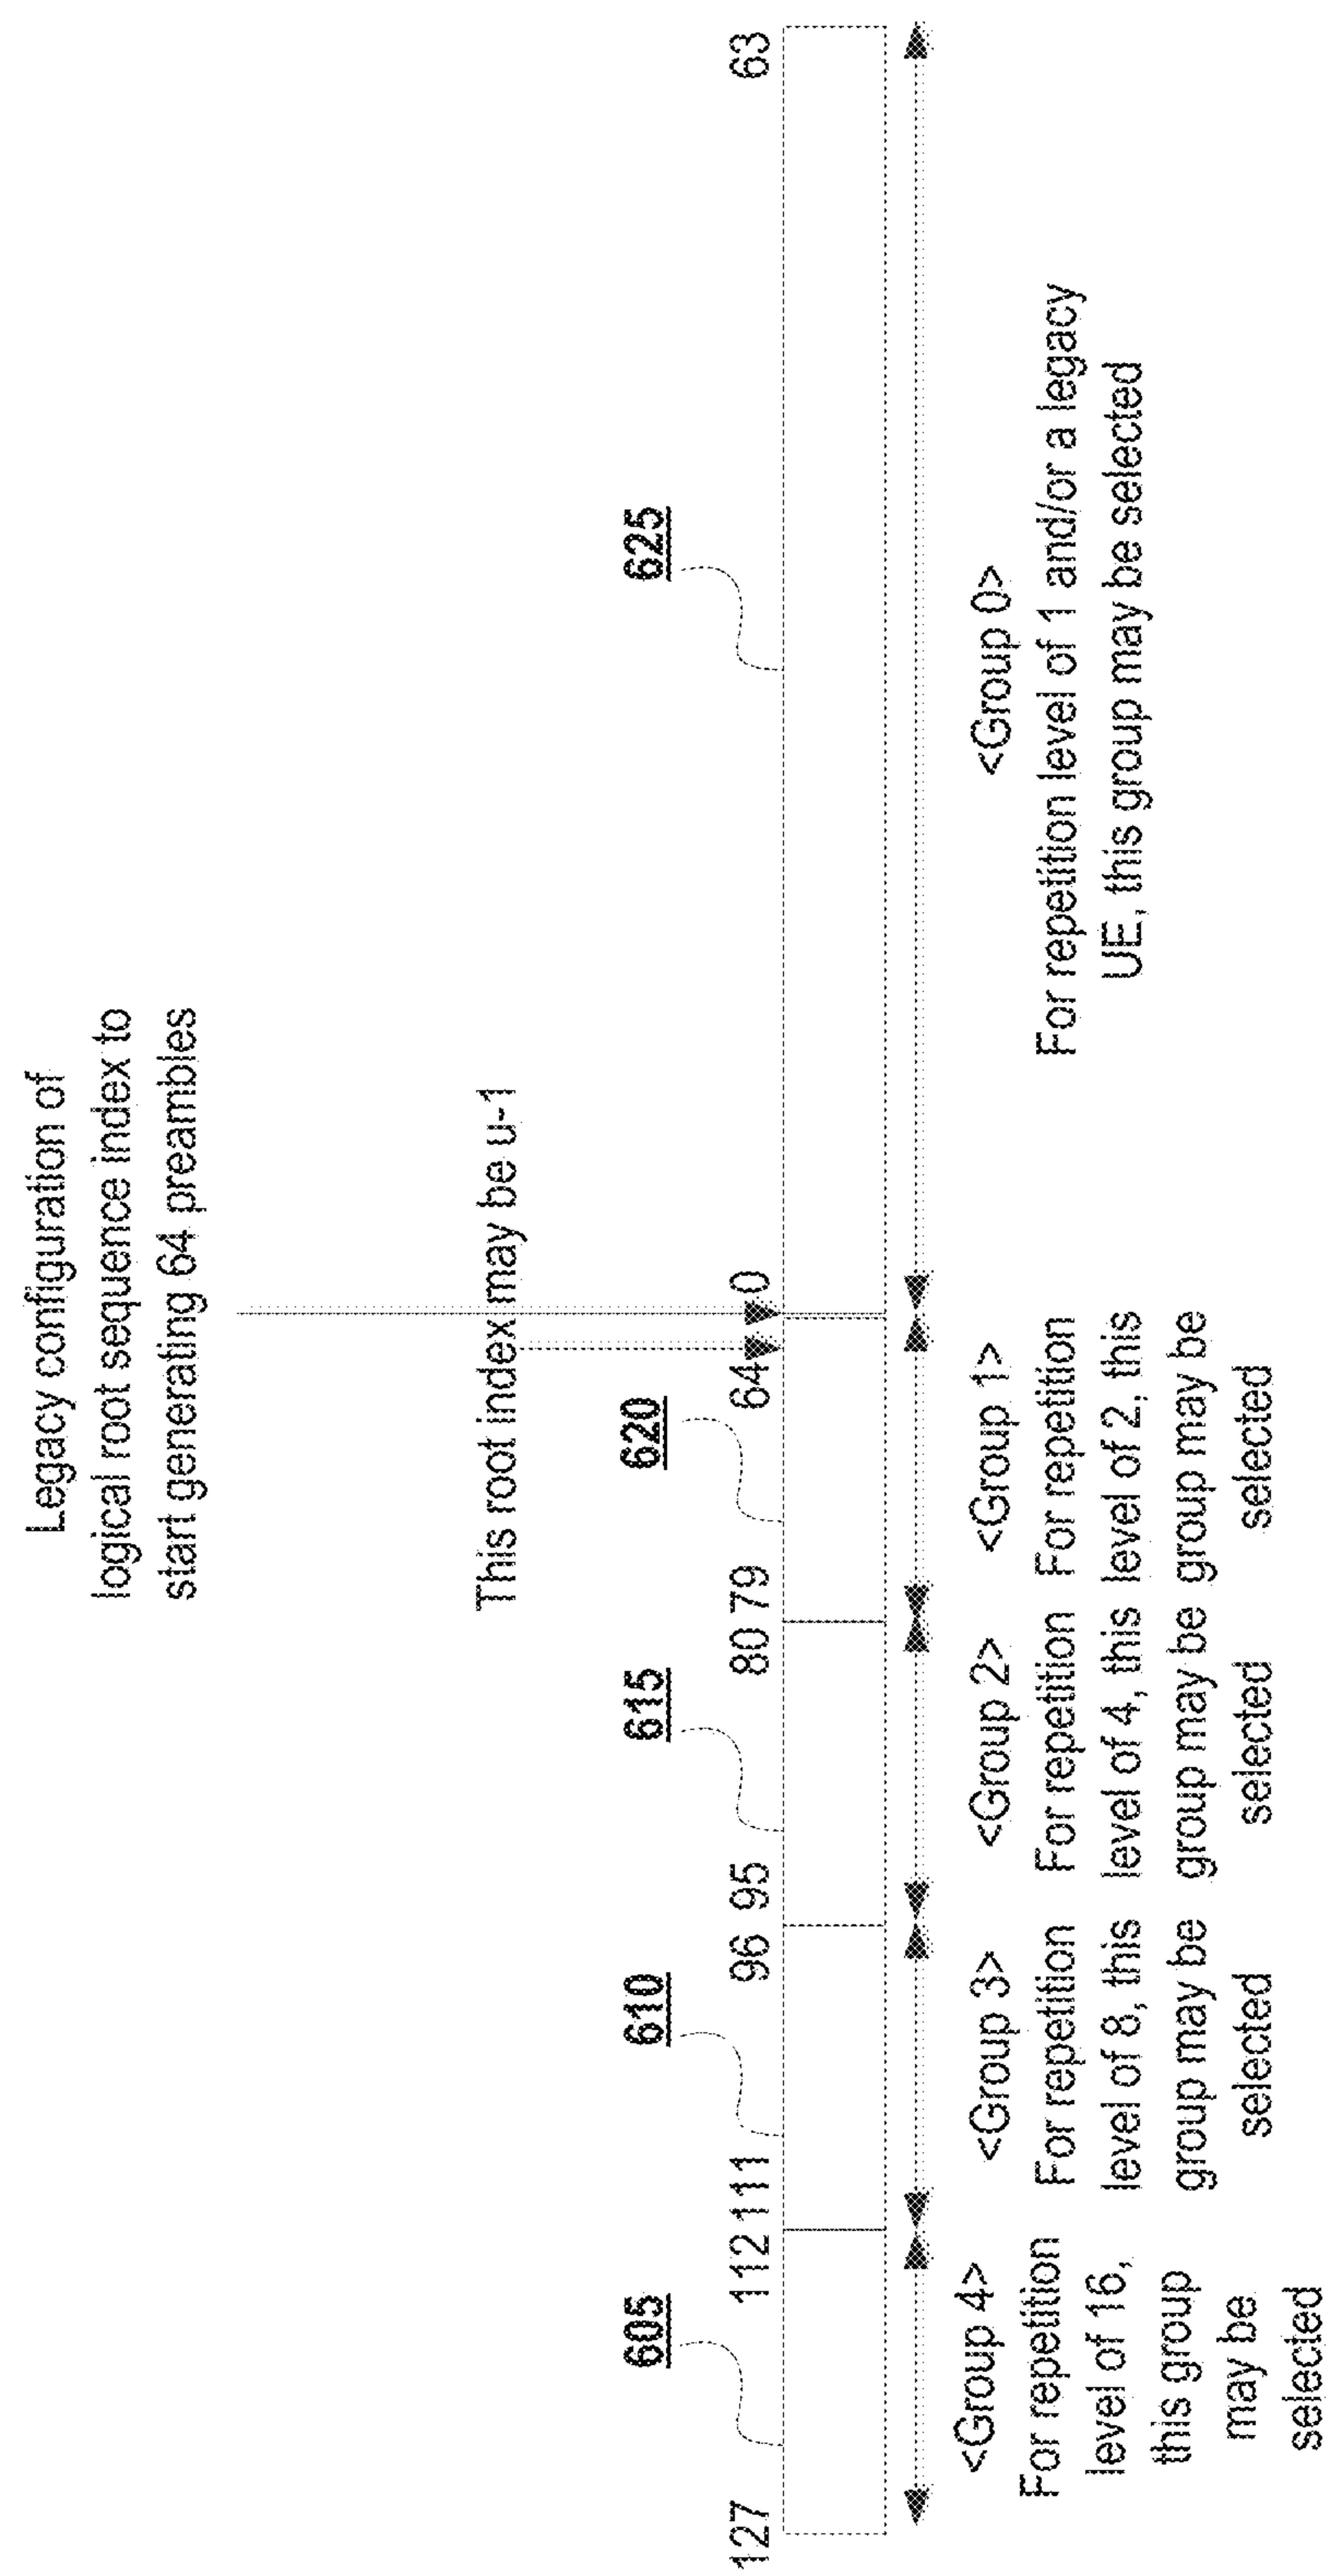 Legacy configuration of
logical root sequence index to
start generating 64 preambles
This root index may be u-1
605
610
615
620
625
127
112 111
96 95
80 79
64 0
63
<Group 4>
For repetition
level of 16,
this group
may be
selected
<Group 3>
For repetition
level of 8, this
group may be
selected
<Group 2>
For repetition
level of 4, this
group may be
selected
<Group 1>
For repetition
level of 2, this
group may be
selected
<Group 0>
For repetition level of 1 and/or a legacy
UE, this group may be selected